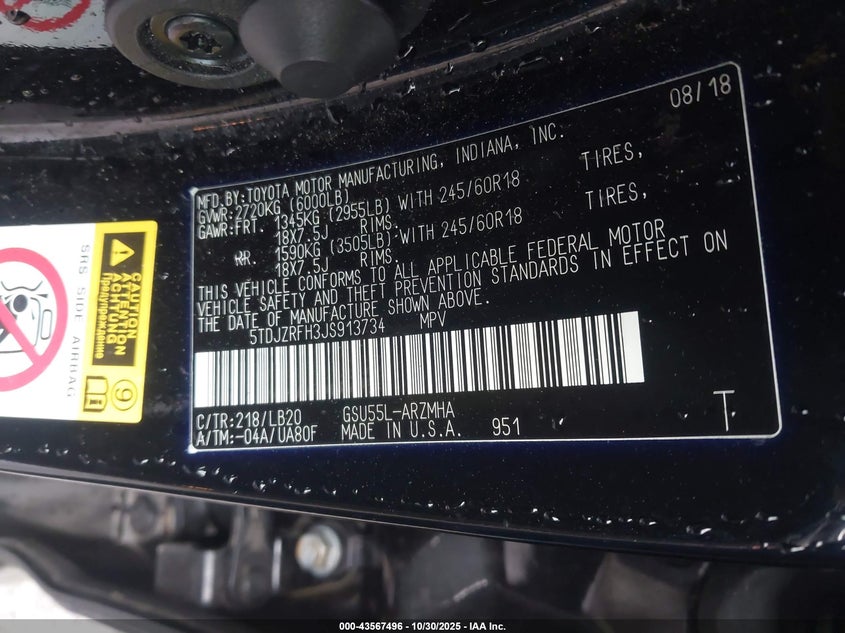 08/18
MFD.BY:TOYOTA MOTOR MANUFACTURING, INDIANA, INC.
GVWR:2720KG (6000LB)
GAWR:FRT. 1345KG (2955LB) WITH 245/60R18 TIRES,
18X7.5J RIMS.
RR. 1590KG (3505LB) WITH 245/60R18 TIRES,
18X7.5J RIMS.
THIS VEHICLE CONFORMS TO ALL APPLICABLE FEDERAL MOTOR
VEHICLE SAFETY AND THEFT PREVENTION STANDARDS IN EFFECT ON
THE DATE OF MANUFACTURE SHOWN ABOVE.
5TDJZRFH3JS913734 MPV
C/TR:218/LB20 GSU55L-ARZMHA
A/TM:-04A/UA80F MADE IN U.S.A. 951 T
SRS SIDE AIRBAG
CAUTION
ATTENTION
ACHTUNG
Предупреждение
9
i
000-43567496 - 10/30/2025 - IAA Inc.